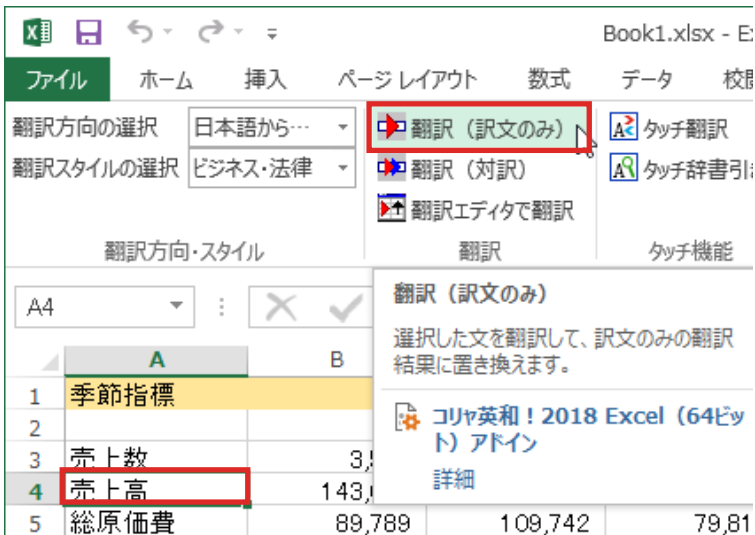 Book1.xlsx - Ex
ファイル ホーム 挿入 ページ レイアウト 数式 データ 校閲
翻訳方向の選択 日本語から… 翻訳（訳文のみ） タッチ翻訳
翻訳スタイルの選択 ビジネス・法律 翻訳（対訳） タッチ辞書引き
翻訳エディタで翻訳
翻訳方向・スタイル 翻訳 タッチ機能
A4
翻訳（訳文のみ）
選択した文を翻訳して、訳文のみの翻訳
結果に置き換えます。
コリャ英和！2018 Excel（64ビッ
ト）アドイン
詳細
A B
1 季節指標
2
3 売上数 3,
4 売上高 143,
5 総原価費 89,789 109,742 79,81